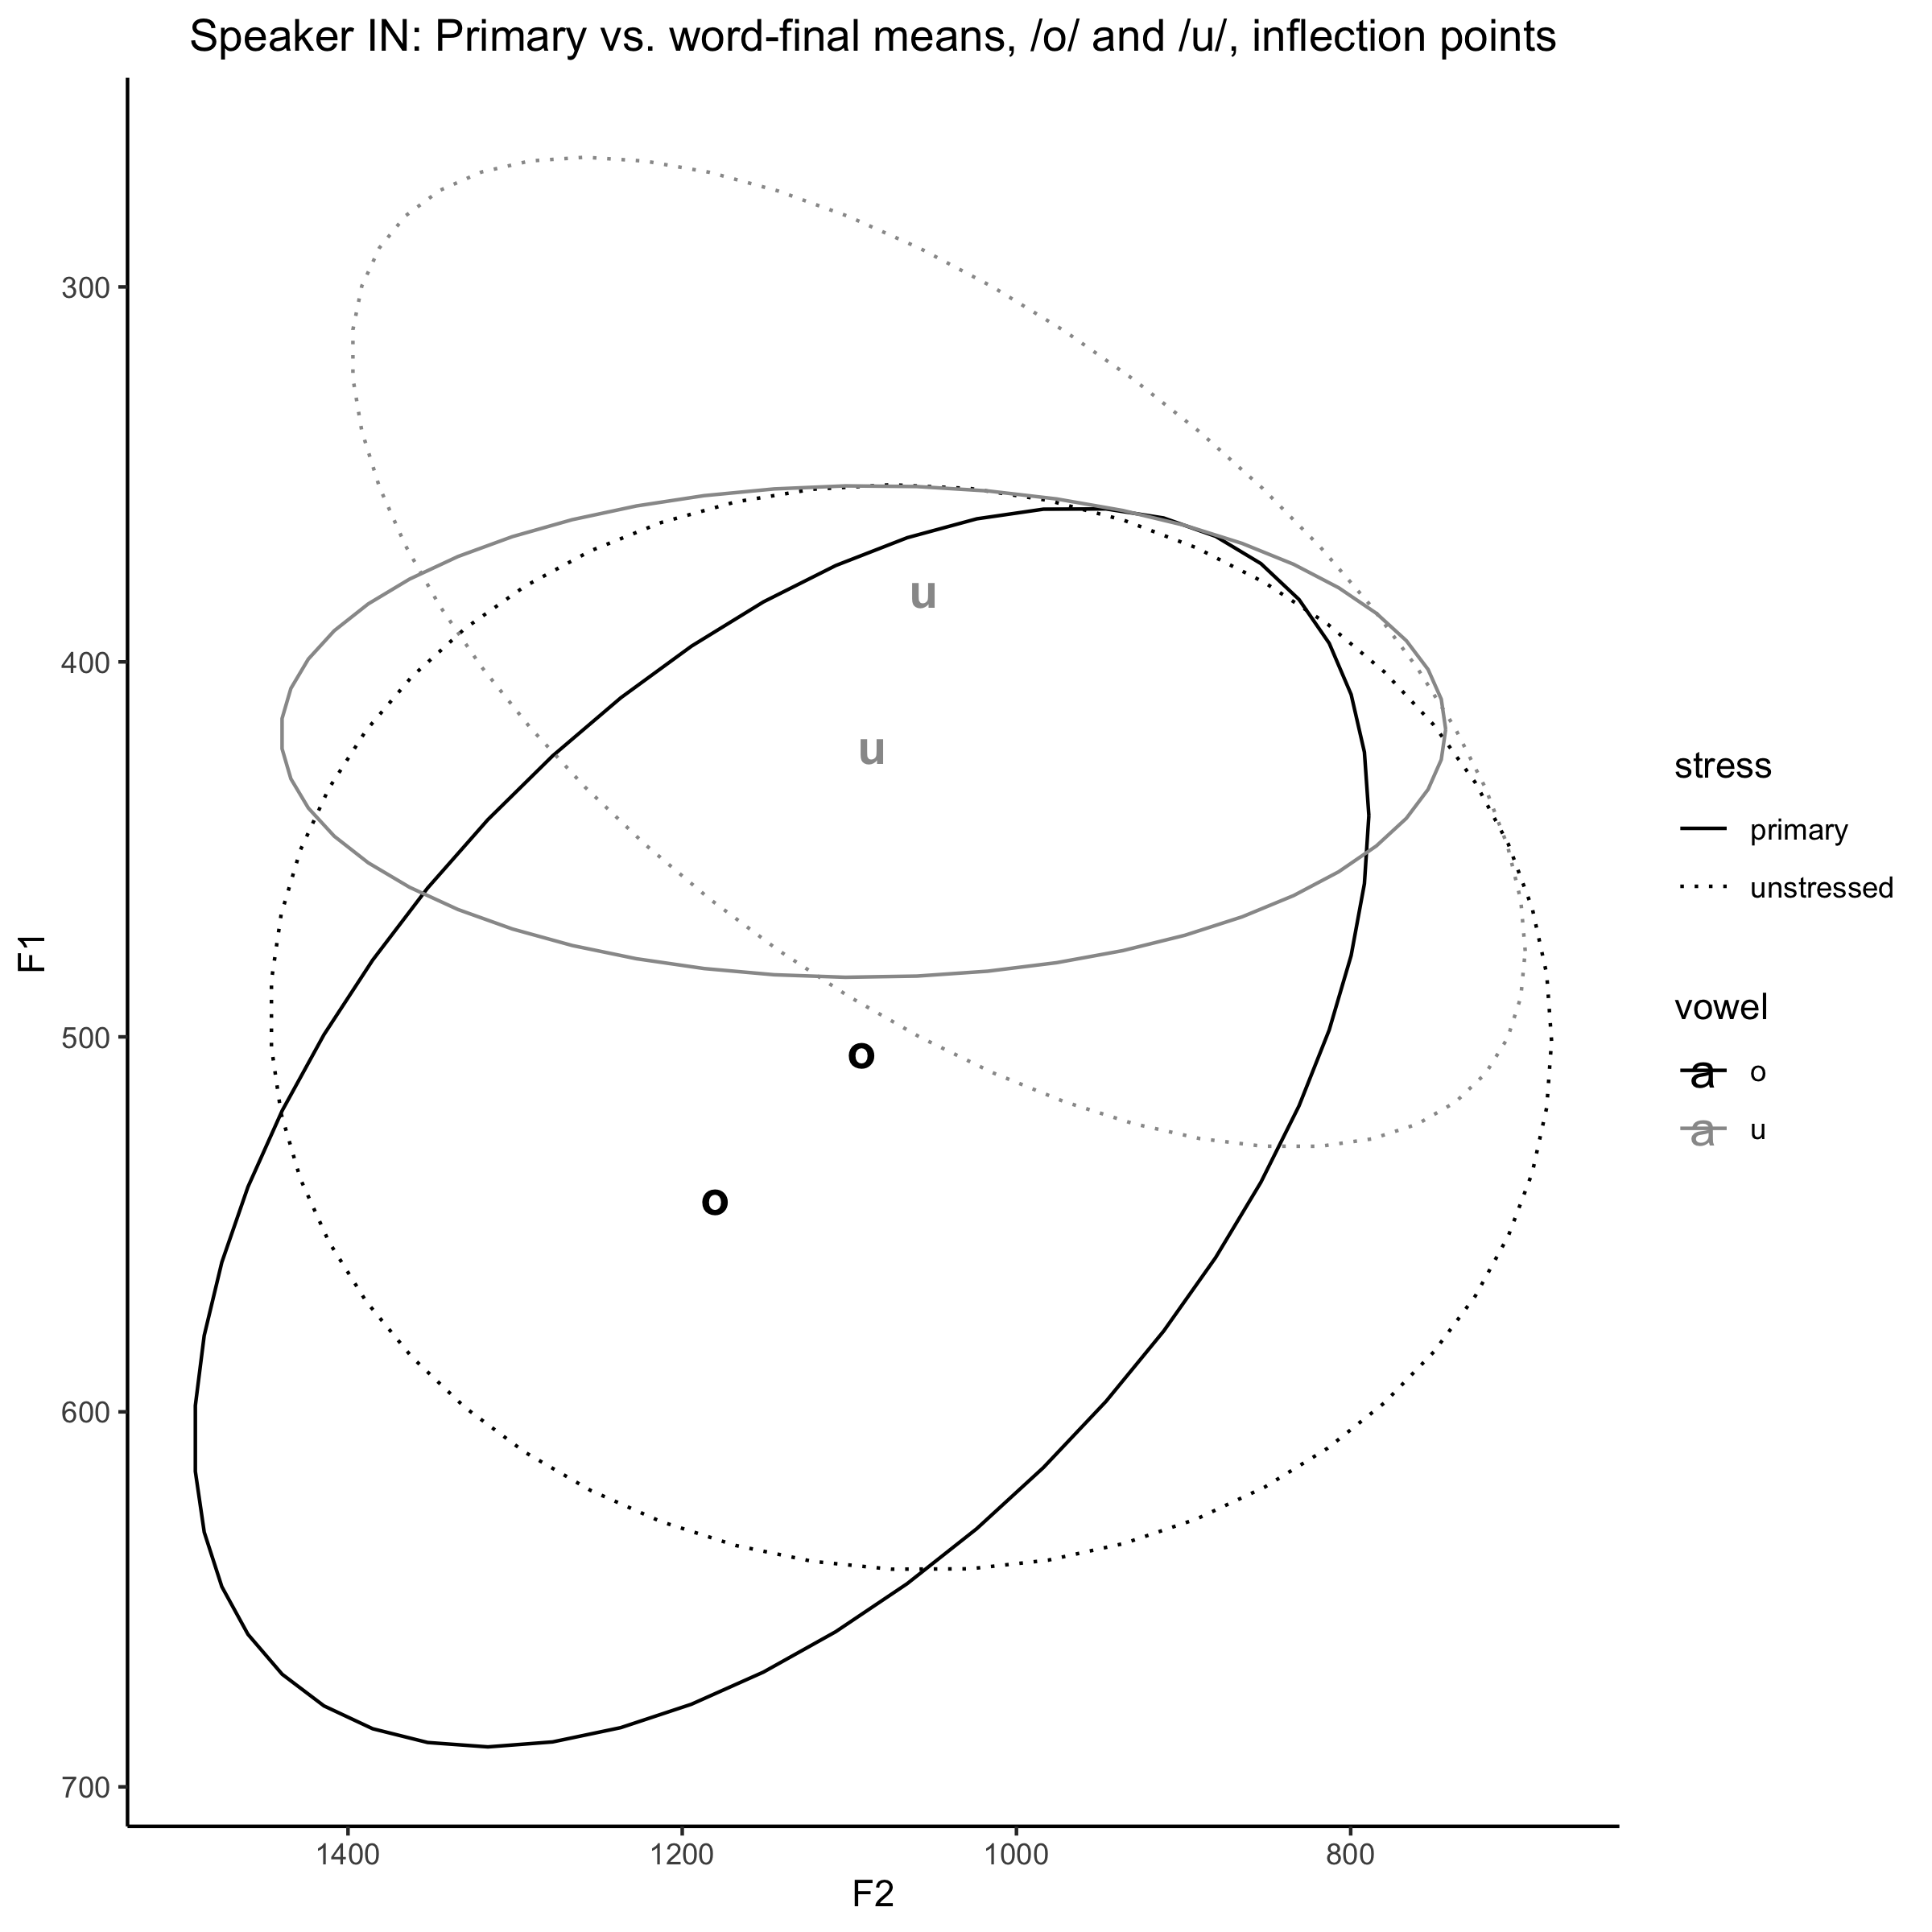 Speaker IN: Primary vs. word-final means, /o/ and /u/, inflection points
300
400
500
600
700
F1
u
u
o
o
1400 1200 1000 800
F2
stress
primary
unstressed
vowel
a o
a u